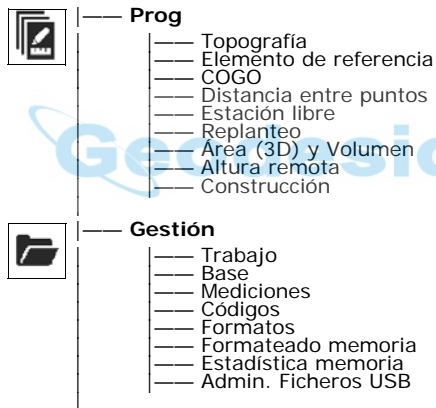 Prog
Topografía
Elemento de referencia
COGO
Distancia entre puntos
Estación libre
Replanteo
Área (3D) y Volumen
Altura remota
Construcción
Gestión
Trabajo
Base
Mediciones
Códigos
Formatos
Formateado memoria
Estadística memoria
Admin. Ficheros USB